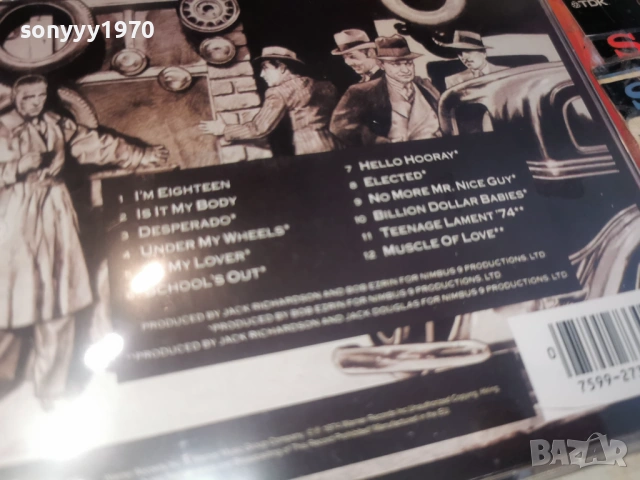 sonyyy1970
©TDK
1 I'M EIGHTEEN
2 IS IT MY BODY
3 DESPERADO*
4 UNDER MY WHEELS*
MY LOVER*
SCHOOL'S OUT*
7 HELLO HOORAY*
8 ELECTED*
9 NO MORE MR. NICE GUY*
10 BILLION DOLLAR BABIES*
11 TEENAGE LAMENT '74**
12 MUSCLE OF LOVE**
PRODUCED BY JACK RICHARDSON AND BOB EZRIN FOR NIMBUS 9 PRODUCTIONS, LTD
*PRODUCED BY BOB EZRIN FOR NIMBUS 9 PRODUCTIONS, LTD
**PRODUCED BY JACK RICHARDSON AND JACK DOUGLAS FOR NIMBUS 9 PRODUCTIONS, LTD
0
7599-27
BAZAR.BG